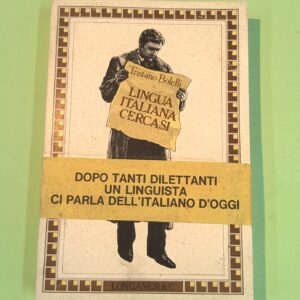 Tristano Bolelli
LINGUA
ITALIANA
CERCASI
DOPO TANTI DILETTANTI
UN LINGUISTA
CI PARLA DELL'ITALIANO D'OGGI
LONGANESI & C.